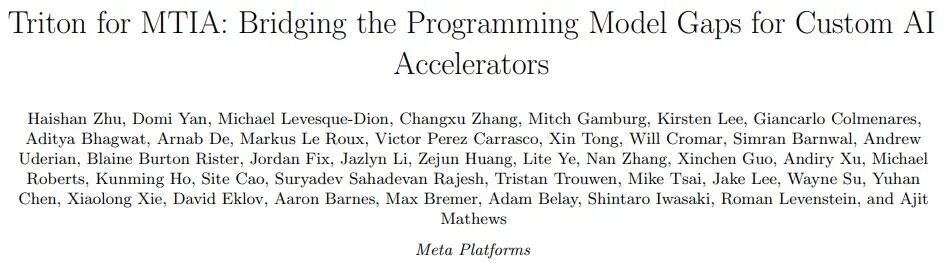 Triton for MTIA: Bridging the Programming Model Gaps for Custom AI
Accelerators
Haishan Zhu, Domi Yan, Michael Levesque-Dion, Changxu Zhang, Mitch Gamburg, Kirsten Lee, Giancarlo Colmenares,
Aditya Bhagwat, Arnab De, Markus Le Roux, Victor Perez Carrasco, Xin Tong, Will Cromar, Simran Barnwal, Andrew
Uderian, Blaine Burton Rister, Jordan Fix, Jazlyn Li, Zejun Huang, Lite Ye, Nan Zhang, Xinchen Guo, Andiry Xu, Michael
Roberts, Kunming Ho, Site Cao, Suryadev Sahadevan Rajesh, Tristan Trouwen, Mike Tsai, Jake Lee, Wayne Su, Yuhan
Chen, Xiaolong Xie, David Eklov, Aaron Barnes, Max Bremer, Adam Belay, Shintaro Iwasaki, Roman Levenstein, and Ajit
Mathews
Meta Platforms